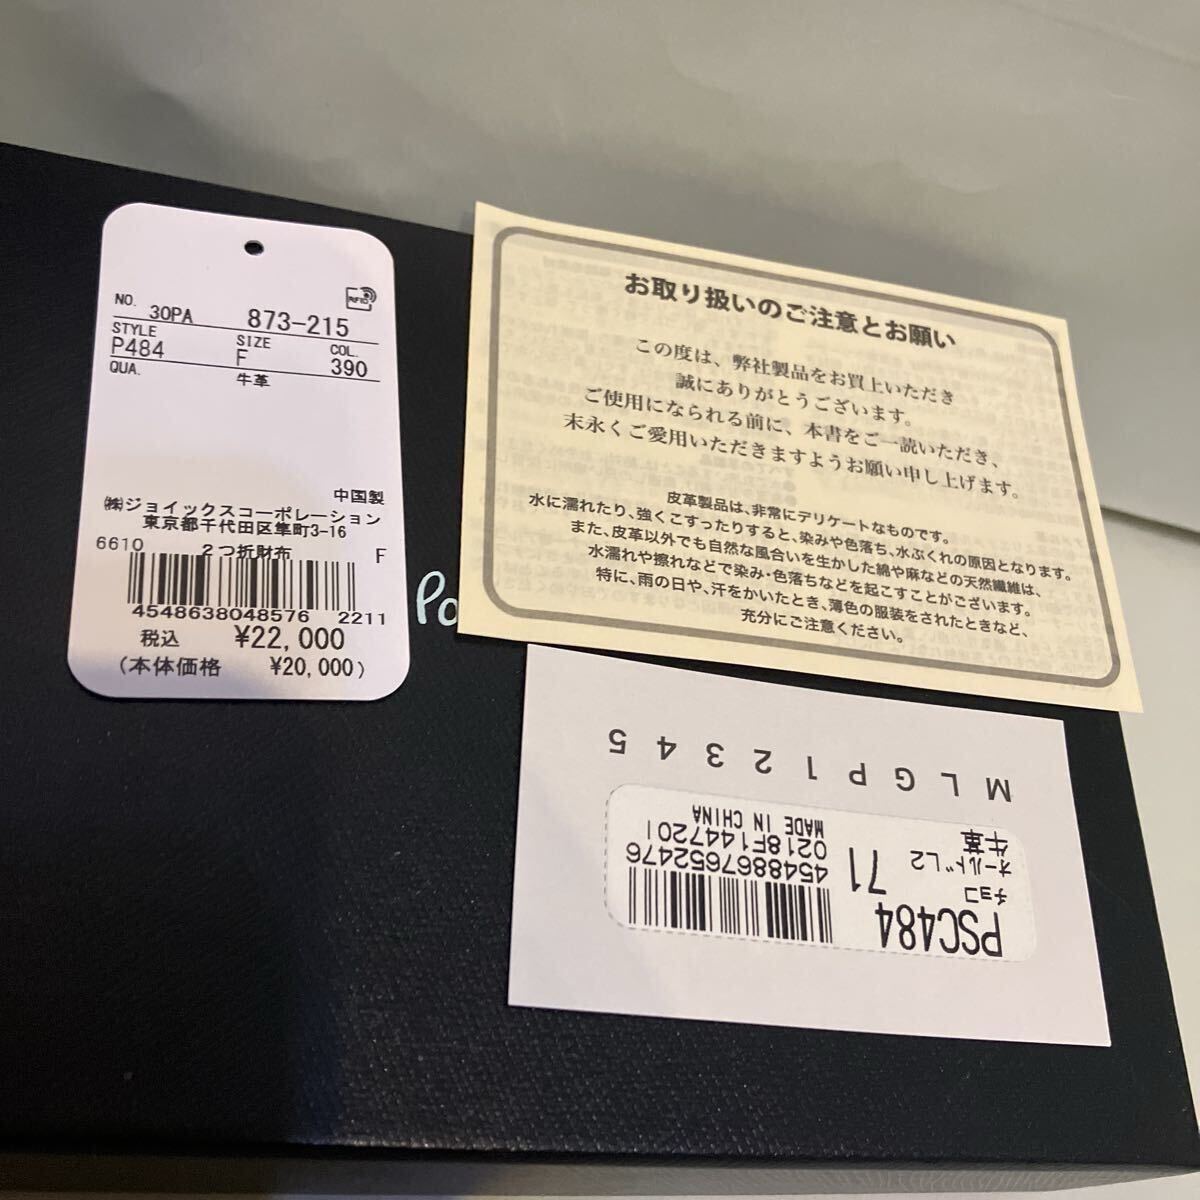 RFID
NO. 30PA 873-215
STYLE SIZE COL.
P484 F 390
QUA. 牛革
中国製
㈱ジョイックスコーポレーション
東京都千代田区隼町3-16
6610 2つ折財布 F
4548638048576 2211
税込 ¥22,000
(本体価格 ¥20,000)
お取り扱いのご注意とお願い
この度は、弊社製品をお買上いただき
誠にありがとうございます。
ご使用になられる前に、本書をご一読いただき、
末永くご愛用いただきますようお願い申し上げます。
皮革製品は、非常にデリケートなものです。
水に濡れたり、強くこすったりすると、染みや色落ち、水ぶくれの原因となります。
また、皮革以外でも自然な風合いを生かした綿や麻などの天然繊維は、
水濡れや擦れなどで染み・色落ちなどを起こすことがございます。
特に、雨の日や、汗をかいたとき、薄色の服装をされたときなど、
充分にご注意ください。
Pa
PSC484
チョコ 71
オールドL2
牛革
4548867652476
0218F1447201
MADE IN CHINA
M L G P 1 2 3 4 5